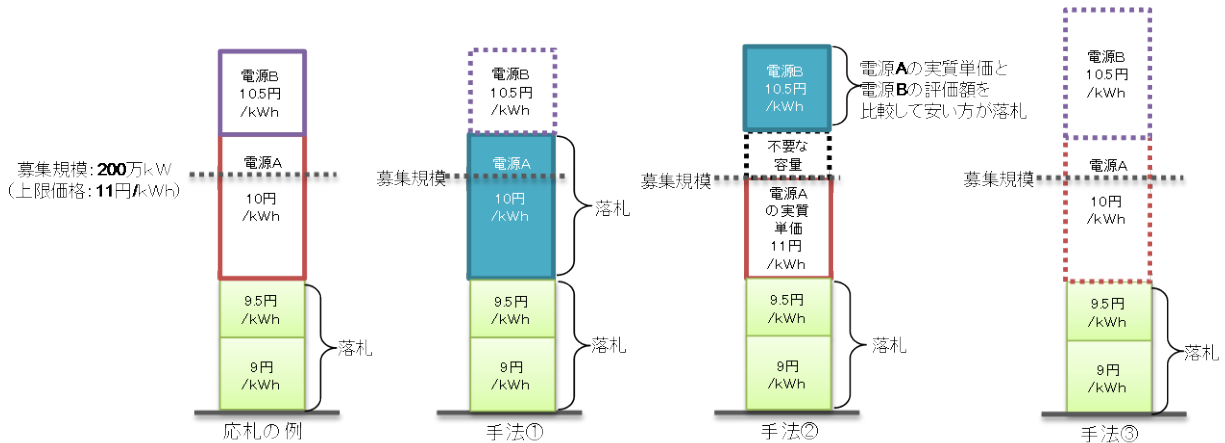 募集規模：200万kW
（上限価格：11円/kWh）
電源B
10.5円
/kWh
電源A
10円
/kWh
9.5円
/kWh
9円
/kWh
落札
応札の例
電源B
10.5円
/kWh
募集規模
電源A
10円
/kWh
落札
9.5円
/kWh
9円
/kWh
落札
手法①
電源B
10.5円
/kWh
電源Aの実質単価と
電源Bの評価額を
比較して安い方が落札
不要な
容量
募集規模
電源A
の実質
単価
11円
/kWh
9.5円
/kWh
9円
/kWh
落札
手法②
電源B
10.5円
/kWh
募集規模
電源A
10円
/kWh
9.5円
/kWh
9円
/kWh
落札
手法③